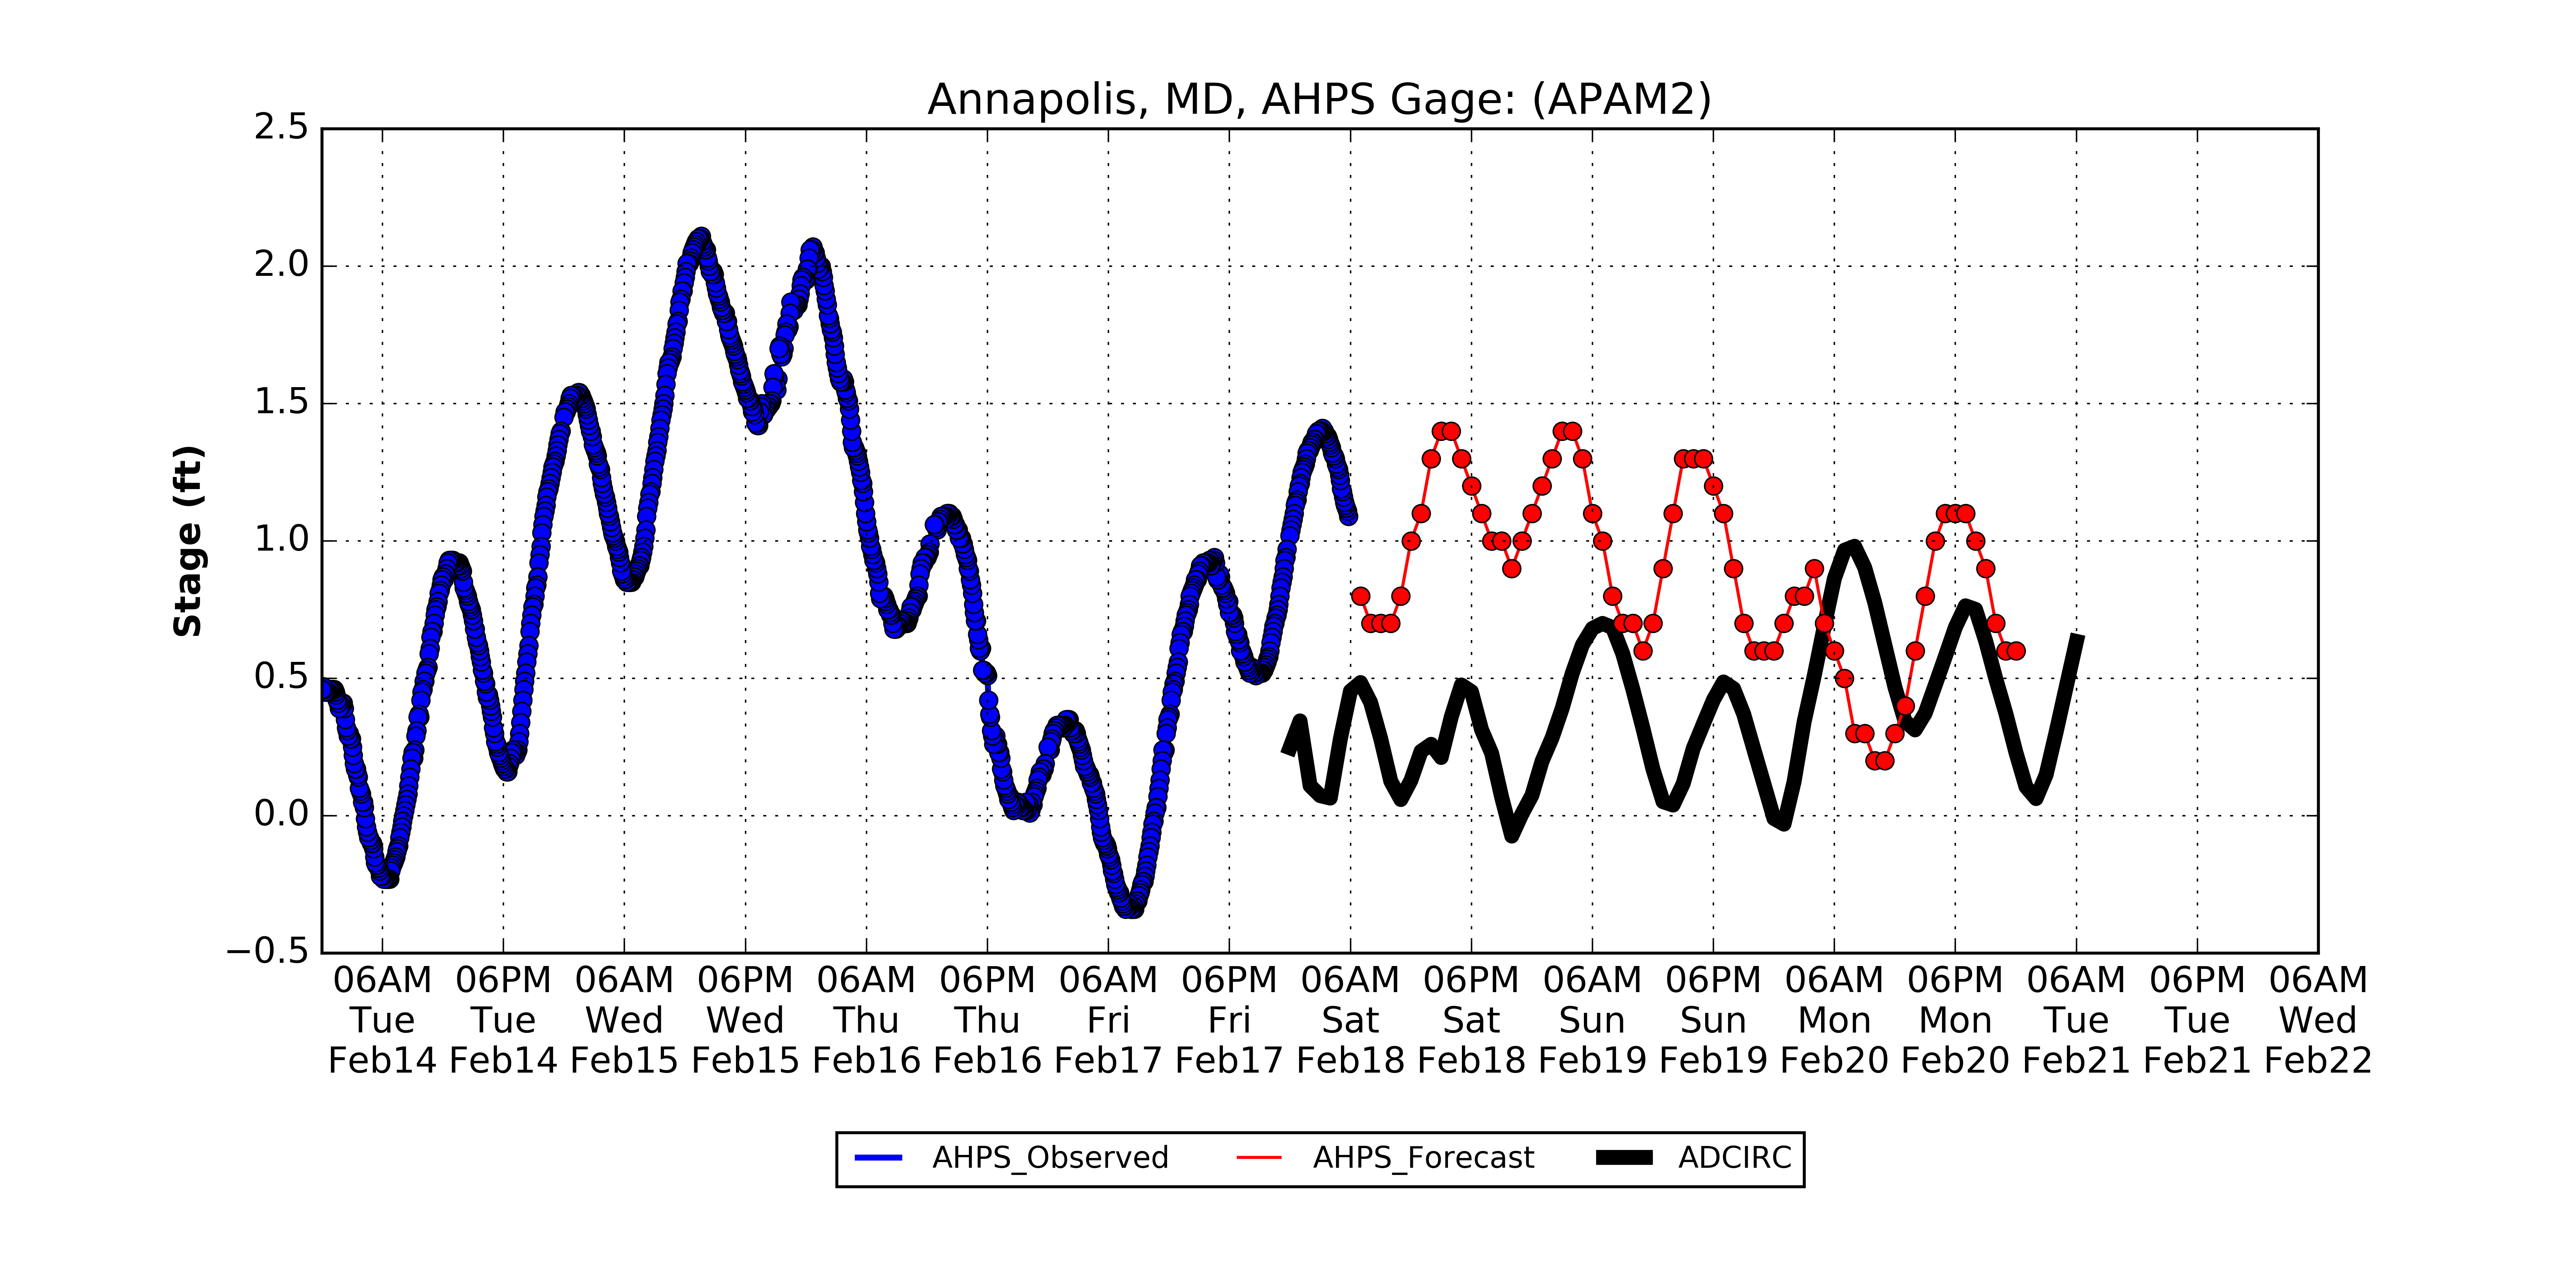 Annapolis, MD, AHPS Gage: (APAM2)
2.5
2.0
1.5
1.0
0.5
0.0
−0.5
Stage (ft)
06AM 06PM 06AM 06PM 06AM 06PM 06AM 06PM 06AM 06PM 06AM 06PM 06AM 06PM 06AM 06PM 06AM
Tue Tue Wed Wed Thu Thu Fri Fri Sat Sat Sun Sun Mon Mon Tue Tue Wed
Feb14 Feb14 Feb15 Feb15 Feb16 Feb16 Feb17 Feb17 Feb18 Feb18 Feb19 Feb19 Feb20 Feb20 Feb21 Feb21 Feb22
AHPS_Observed AHPS_Forecast ADCIRC